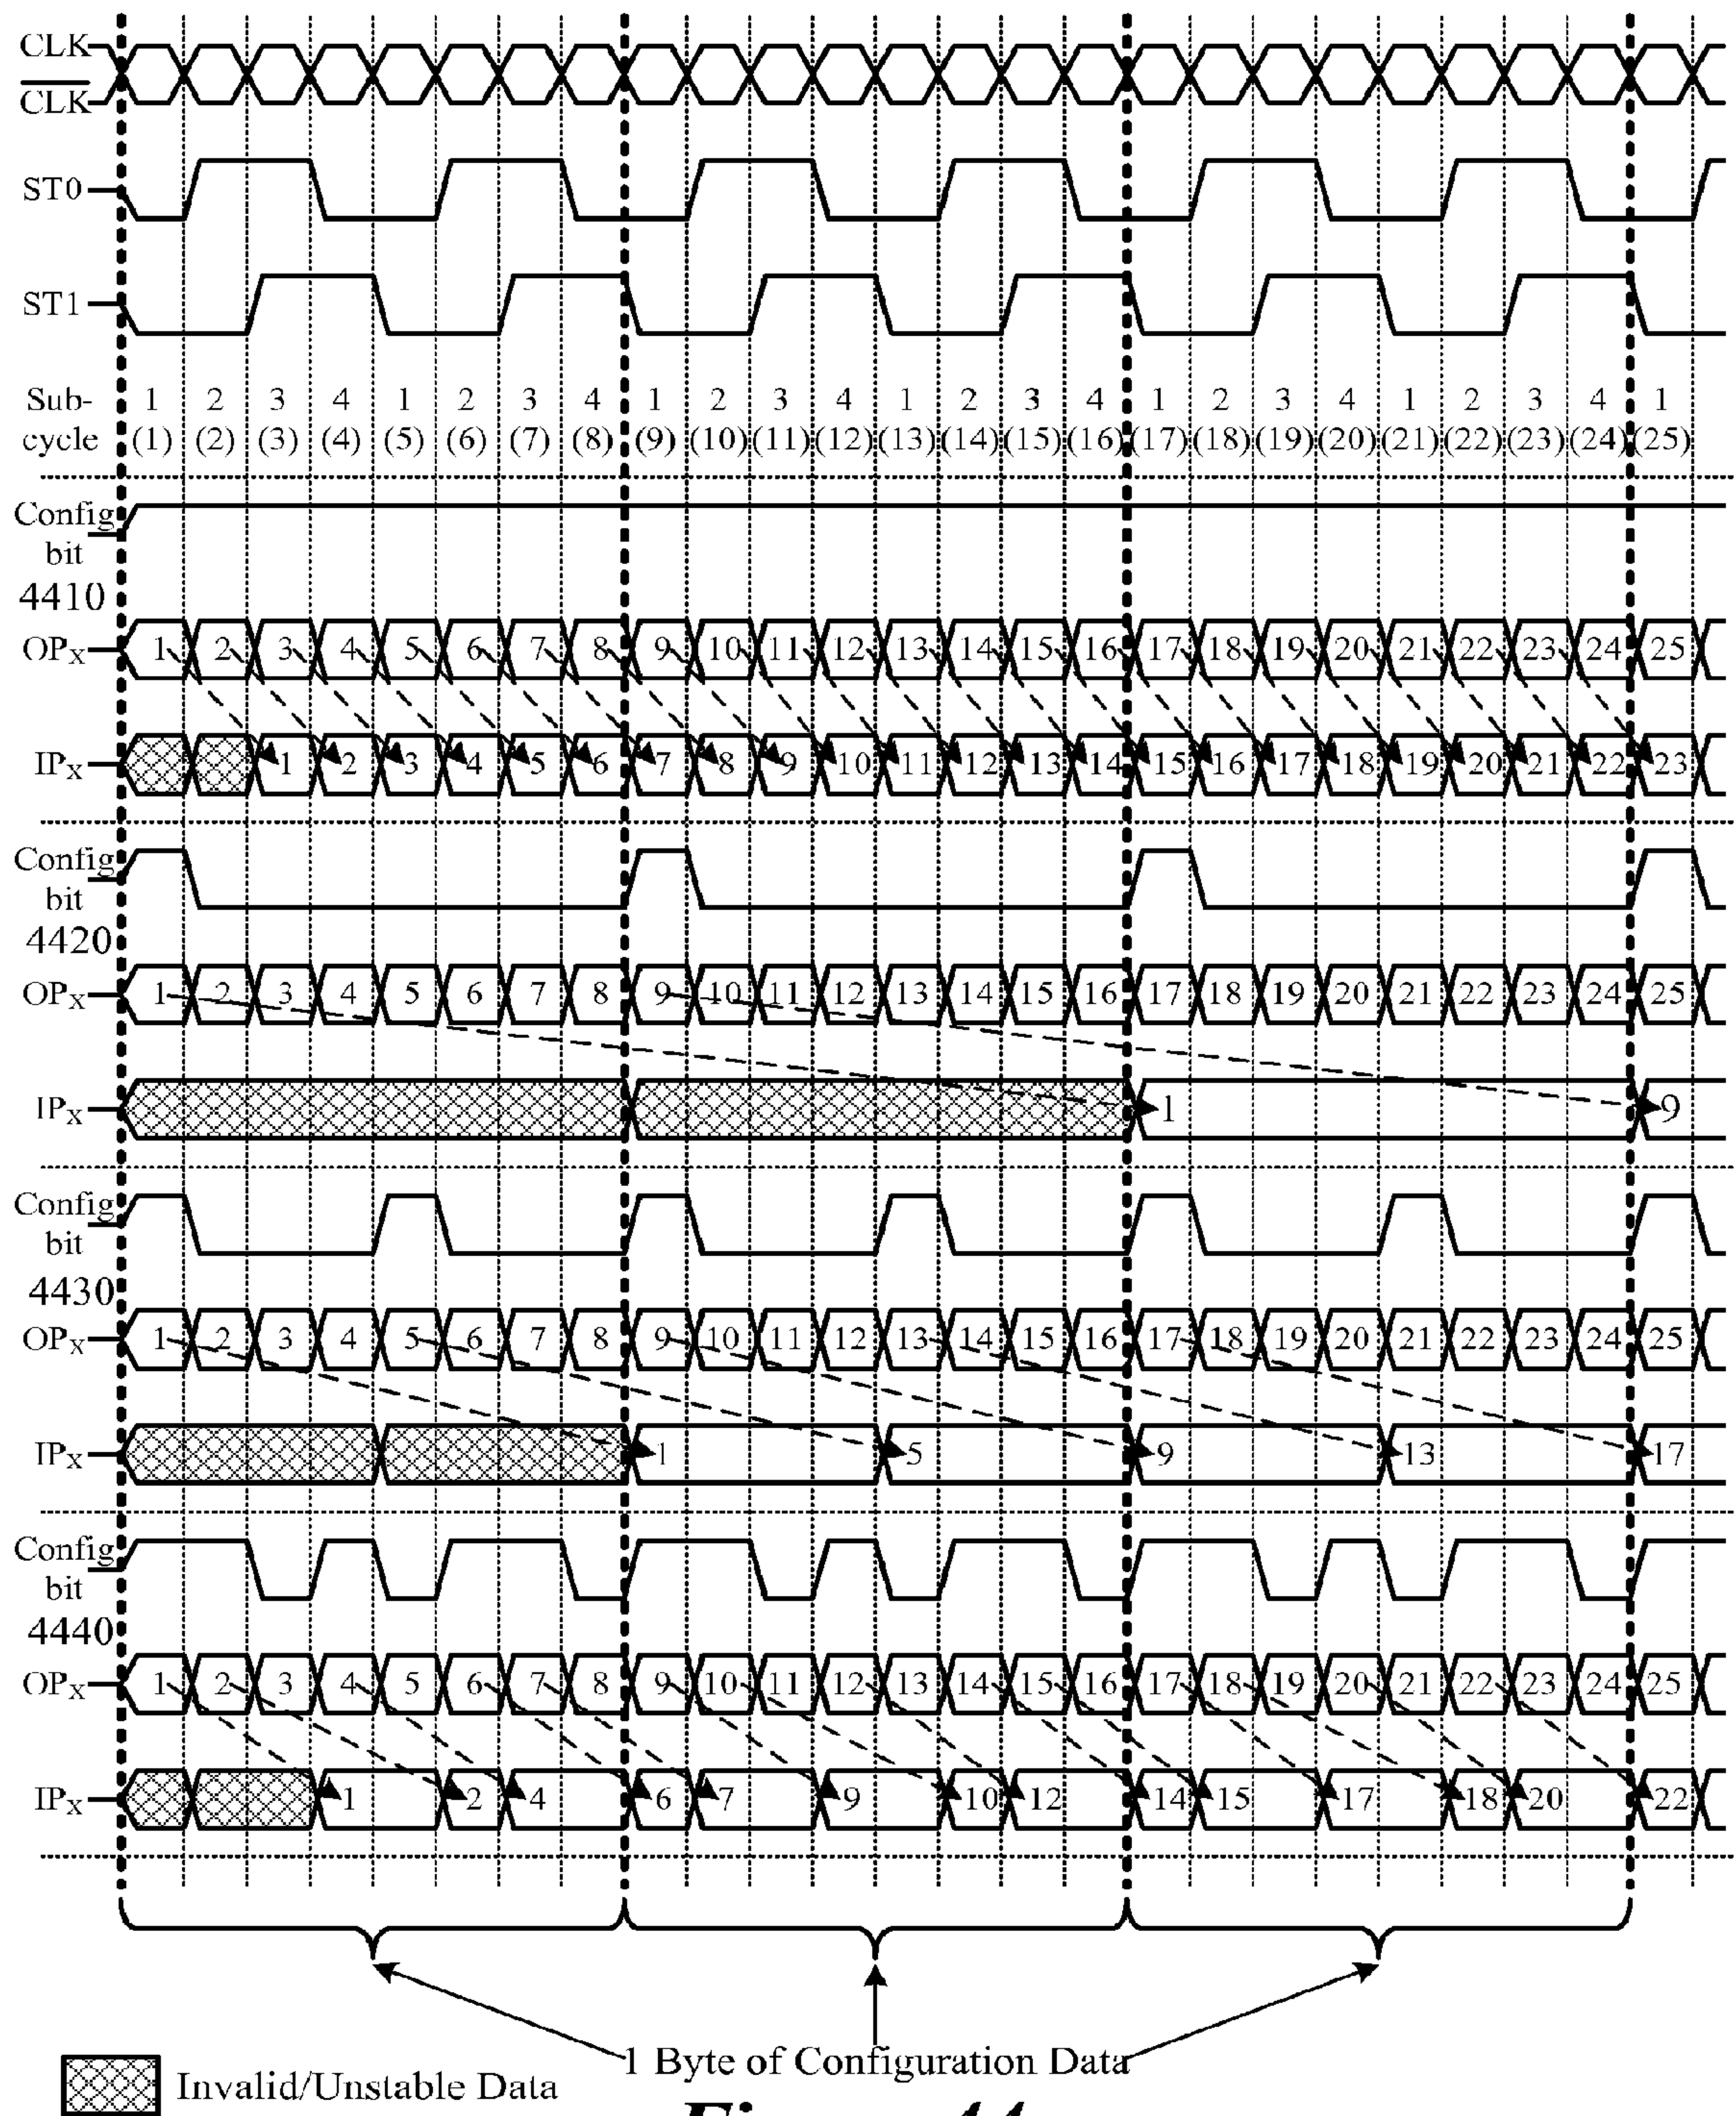 CLK
CLK
ST0
ST1
Sub-cycle 1 2 3 4 1 2 3 4 1 2 3 4 1 2 3 4 1 2 3 4 1 2 3 4 1
(1) (2) (3) (4) (5) (6) (7) (8) (9) (10) (11) (12) (13) (14) (15) (16) (17) (18) (19) (20) (21) (22) (23) (24) (25)
Config
bit
4410
OPX 1 2 3 4 5 6 7 8 9 10 11 12 13 14 15 16 17 18 19 20 21 22 23 24 25
IPX 1 2 3 4 5 6 7 8 9 10 11 12 13 14 15 16 17 18 19 20 21 22 23
Config
bit
4420
OPX 1 2 3 4 5 6 7 8 9 10 11 12 13 14 15 16 17 18 19 20 21 22 23 24 25
IPX 1 9
Config
bit
4430
OPX 1 2 3 4 5 6 7 8 9 10 11 12 13 14 15 16 17 18 19 20 21 22 23 24 25
IPX 1 5 9 13 17
Config
bit
4440
OPX 1 2 3 4 5 6 7 8 9 10 11 12 13 14 15 16 17 18 19 20 21 22 23 24 25
IPX 1 2 4 6 7 9 10 12 14 15 17 18 20 22
1 Byte of Configuration Data
Invalid/Unstable Data